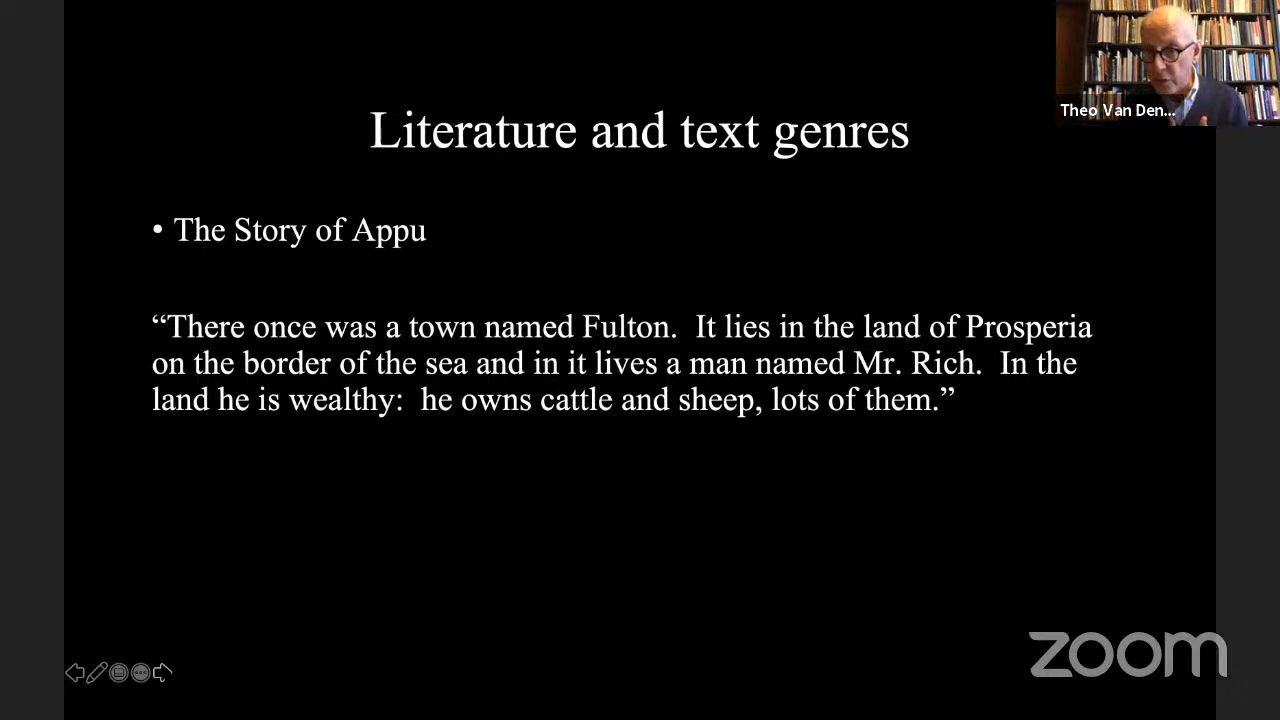 Theo Van Den...
Literature and text genres
• The Story of Appu
“There once was a town named Fulton.  It lies in the land of Prosperia
on the border of the sea and in it lives a man named Mr. Rich.  In the
land he is wealthy:  he owns cattle and sheep, lots of them.”
zoom